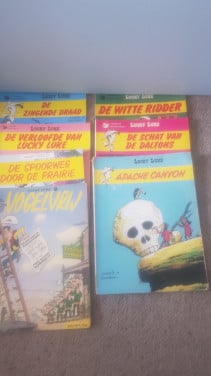 LUCKY LUKE
DE
ZINGENDE DRAAD
LUCKY LUKE
DE VERLOOFDE VAN
LUCKY LUKE
DE SPOORWEG
DOOR DE PRAIRIE
VOGELVRIJ
LUCKY LUKE
DE WITTE RIDDER
LUCKY LUKE
DE SCHAT VAN
DE DALTONS
LUCKY LUKE
APACHE CANYON